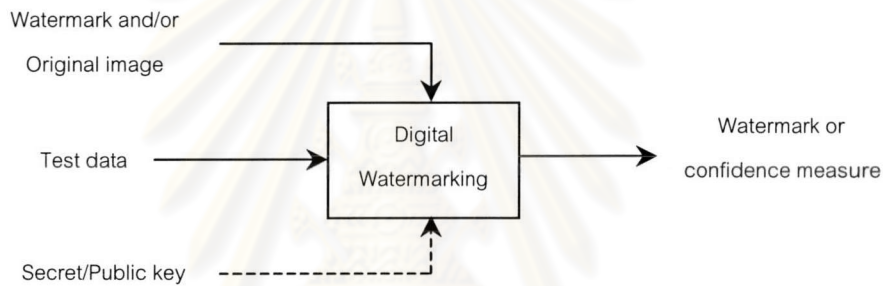 Watermark and/or
Original image
Test data
Digital
Watermarking
Watermark or
confidence measure
Secret/Public key